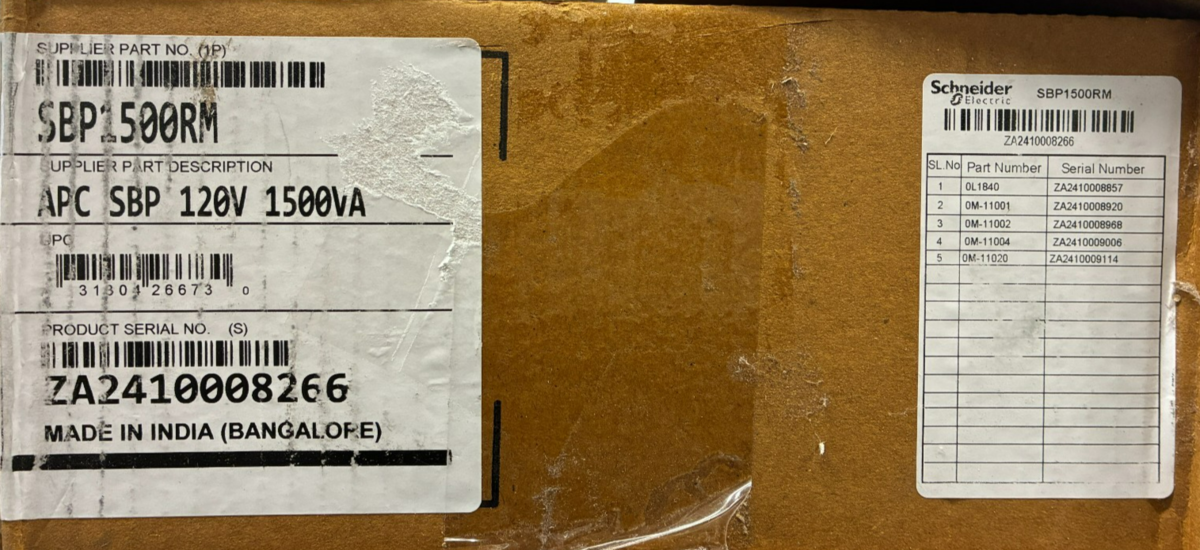 SUPPLIER PART NO. (1P)
SBP1500RM
SUPPLIER PART DESCRIPTION
APC SBP 120V 1500VA
UPC
31304 26673 0
PRODUCT SERIAL NO. (S)
ZA2410008266
MADE IN INDIA (BANGALORE)
Schneider Electric SBP1500RM
ZA2410008266
SL.No Part Number Serial Number
1 0L1840 ZA2410008857
2 0M-11001 ZA2410008920
3 0M-11002 ZA2410008968
4 0M-11004 ZA2410009006
5 0M-11020 ZA2410009114